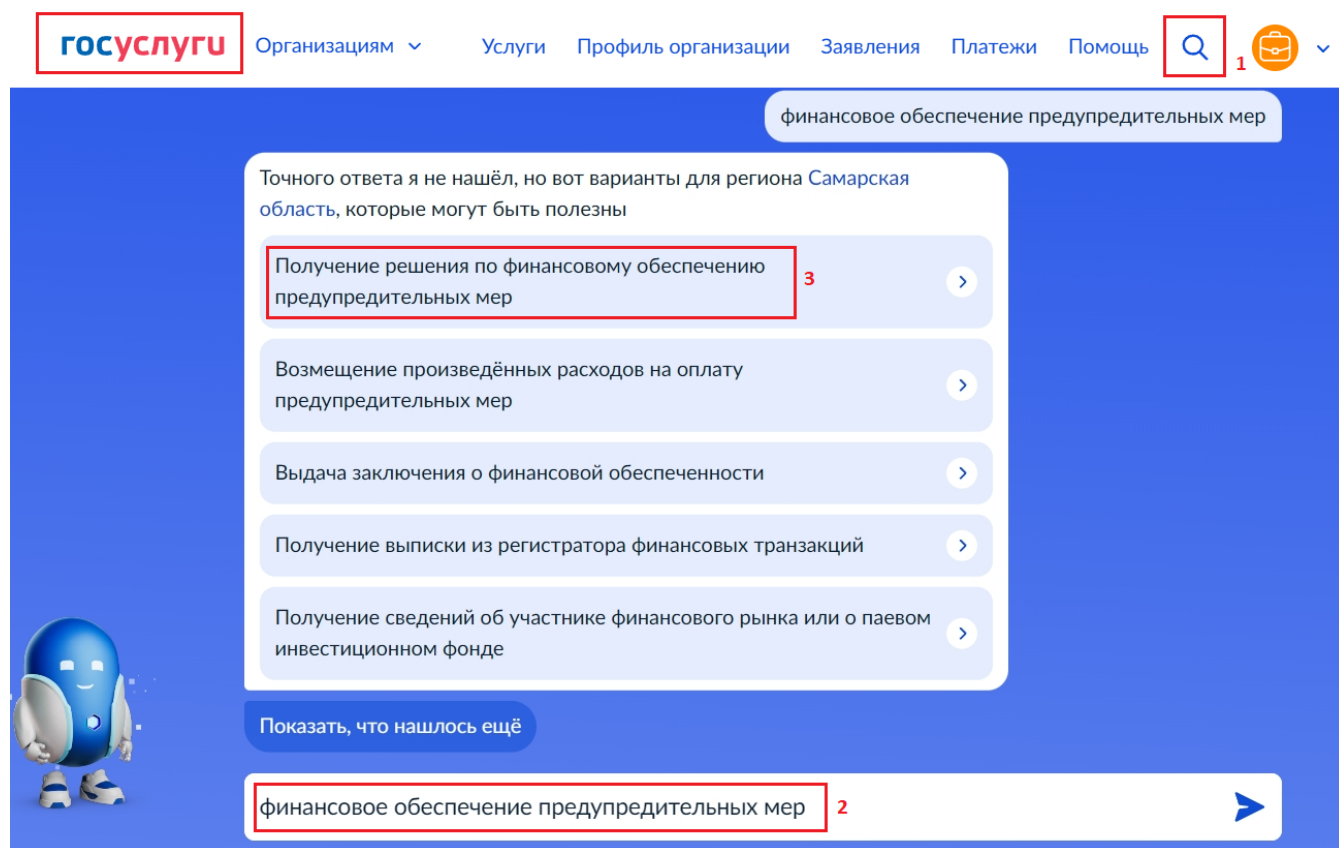 госуслуги Организациям Услуги Профиль организации Заявления Платежи Помощь 1
финансовое обеспечение предупредительных мер
Точного ответа я не нашёл, но вот варианты для региона Самарская
область, которые могут быть полезны
Получение решения по финансовому обеспечению
предупредительных мер
3
Возмещение произведённых расходов на оплату
предупредительных мер
Выдача заключения о финансовой обеспеченности
Получение выписки из регистратора финансовых транзакций
Получение сведений об участнике финансового рынка или о паевом
инвестиционном фонде
Показать, что нашлось ещё
финансовое обеспечение предупредительных мер 2